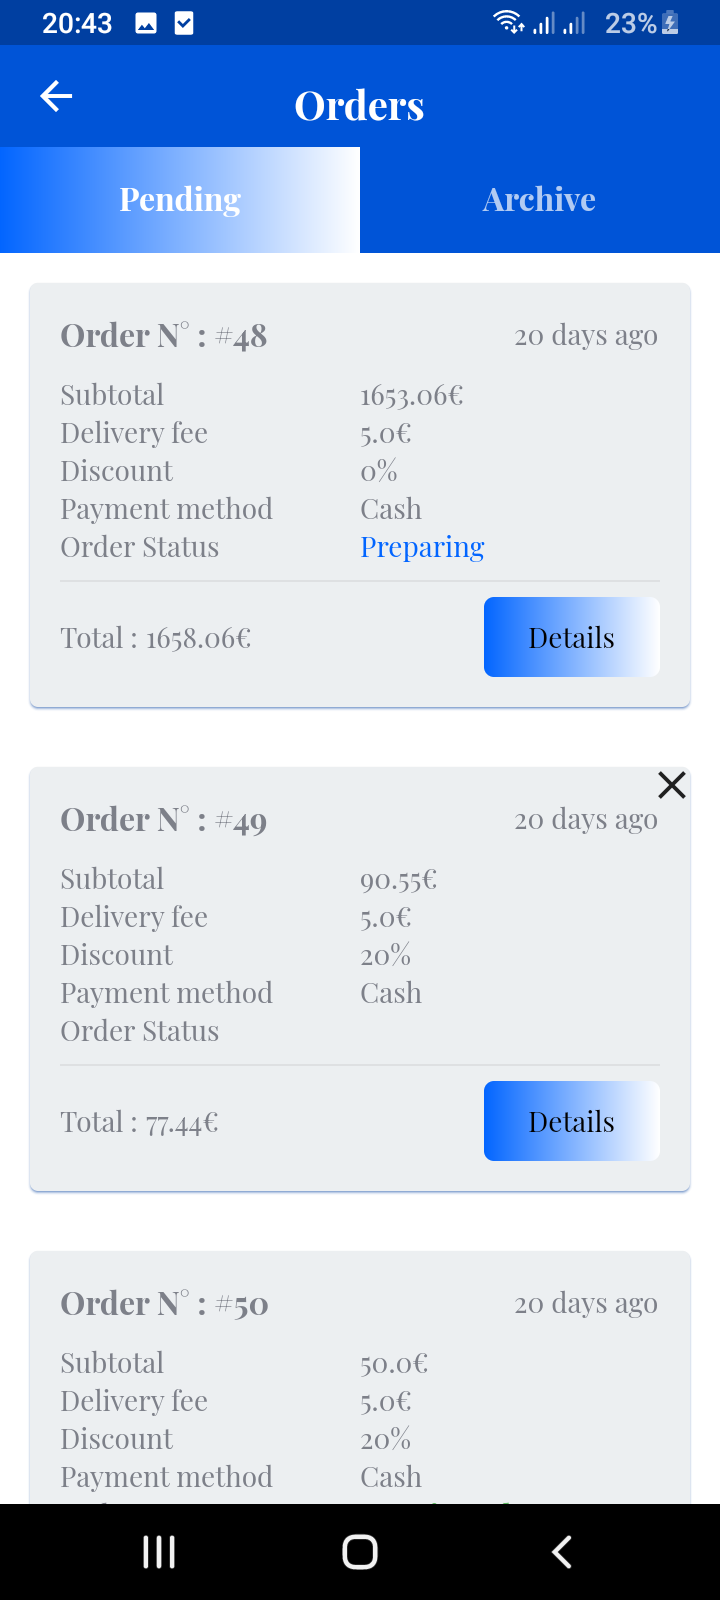 20:43 23%
Orders
Pending Archive
Order N° : #48 20 days ago
Subtotal 1653.06€
Delivery fee 5.0€
Discount 0%
Payment method Cash
Order Status Preparing
Total : 1658.06€ Details
Order N° : #49 20 days ago
Subtotal 90.55€
Delivery fee 5.0€
Discount 20%
Payment method Cash
Order Status
Total : 77.44€ Details
Order N° : #50 20 days ago
Subtotal 50.0€
Delivery fee 5.0€
Discount 20%
Payment method Cash